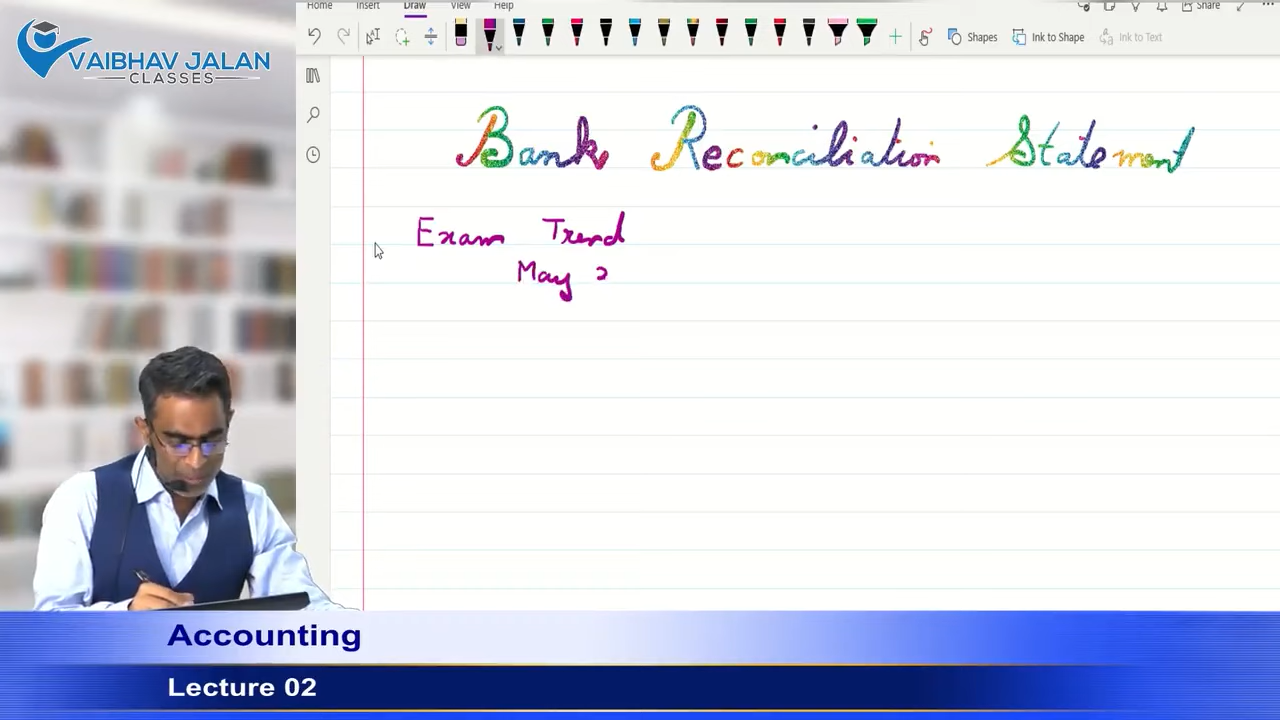 VAIBHAV JALAN
CLASSES
Home Insert Draw View Help
Share
Shapes Ink to Shape Ink to Text
Bank Reconciliation Statement
Exam Trend
May 2
Accounting
Lecture 02